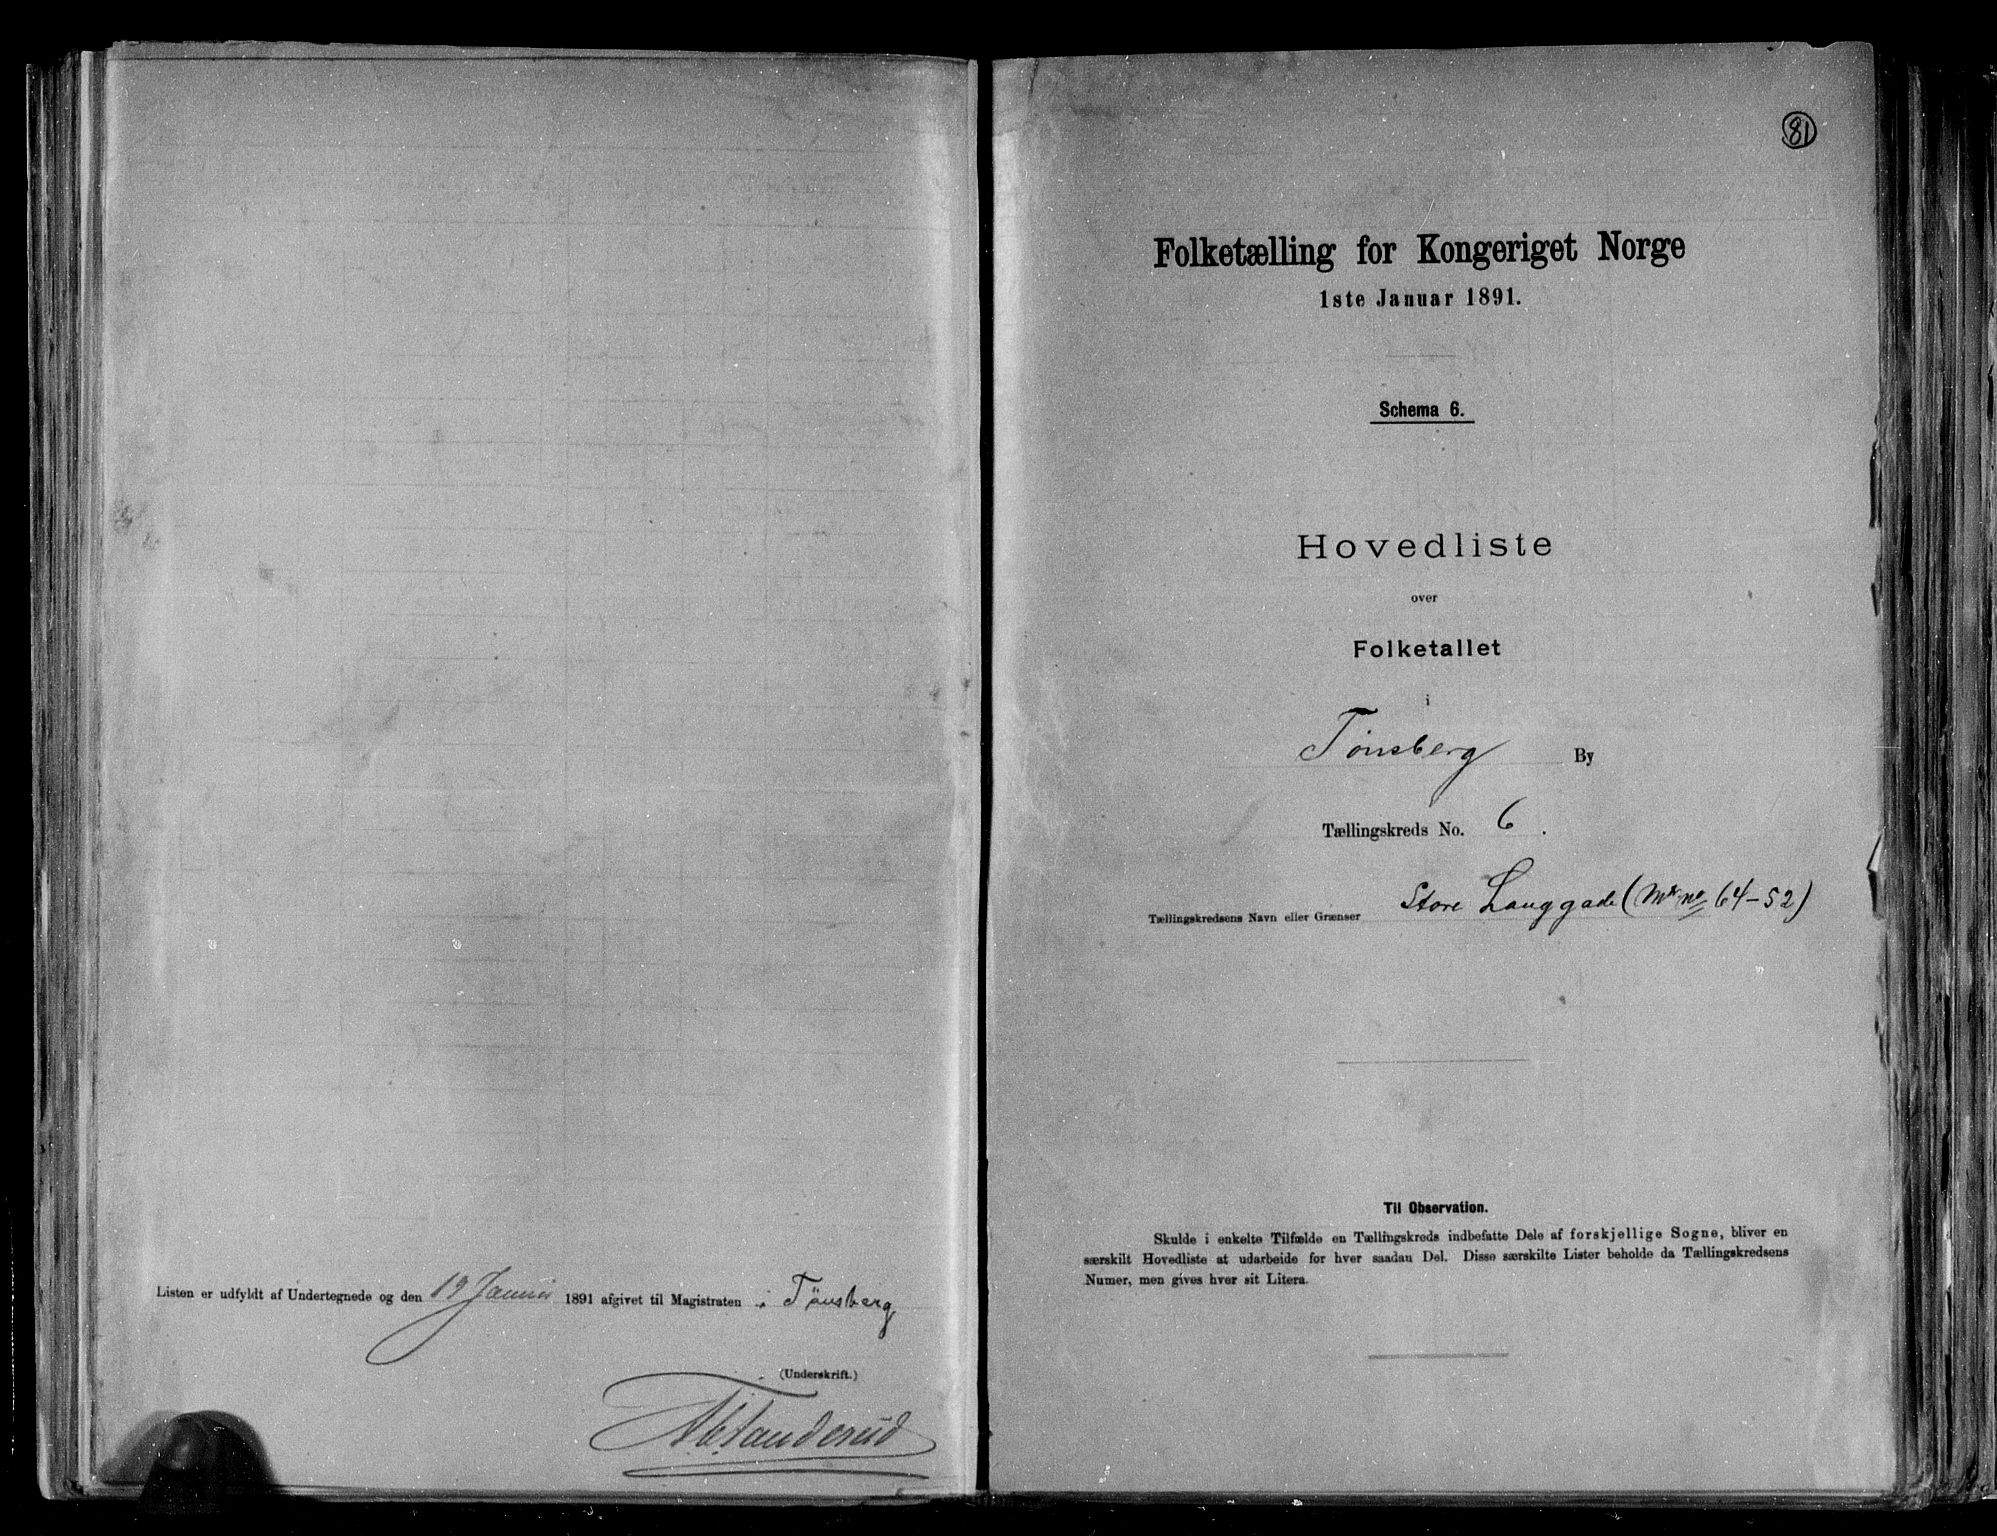 Listen er udfyldt af Undertegnede og den 19 Januar 1891 afgivet til Magistraten i Tønsberg
(Underskrift.)
81
Folketælling for Kongeriget Norge
1ste Januar 1891.
Schema 6.
Hovedliste
over
Folketallet
i
Tønsberg By
Tællingskreds No. 6.
Tællingskredsens Navn eller Grænser Store Langgade (64-52)
Til Observation.
Skulde i enkelte Tilfælde en Tællingskreds indbefatte Dele af forskjellige Sogne, bliver en
særskilt Hovedliste at udarbeide for hver saadan Del. Disse særskilte Lister beholde da Tællingskredsens
Numer, men gives hver sit Litera.